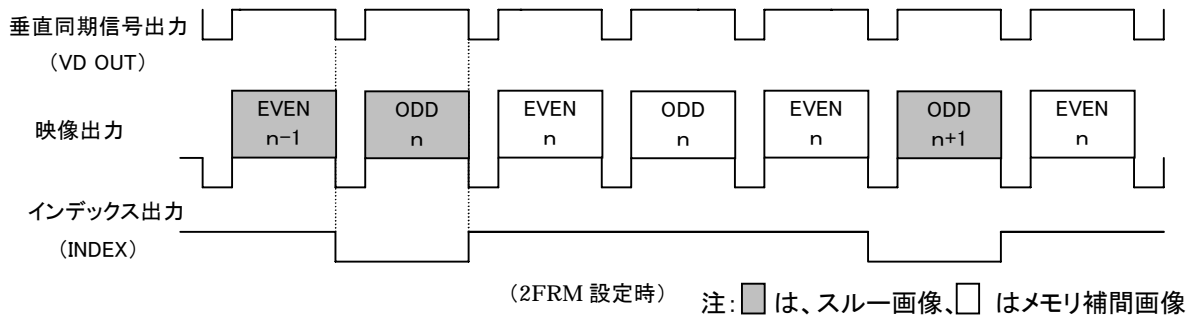 垂直同期信号出力
（VD OUT）
映像出力
EVEN n-1
ODD n
EVEN n
ODD n
EVEN n
ODD n+1
EVEN n
インデックス出力
（INDEX）
（2FRM 設定時） 注：■は、スルー画像、□ はメモリ補間画像